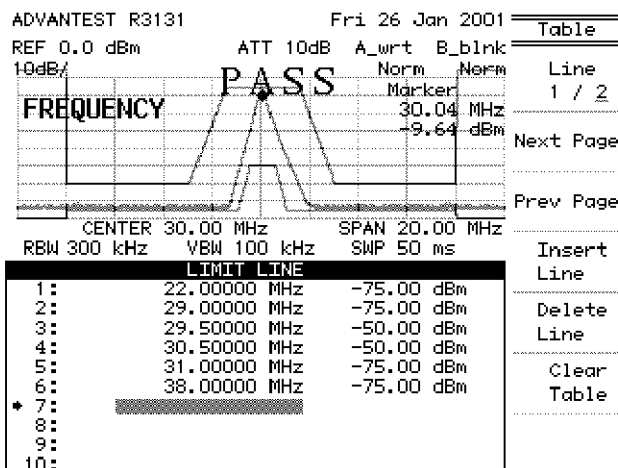 ADVANTEST R3131 Fri 26 Jan 2001
Table
REF 0.0 dBm ATT 10dB A_wrt B_blnk
10dB/ Norm Norm
PASS
Marker
30.04 MHz
-9.64 dBm
FREQUENCY
Line
1 / 2
Next Page
Prev Page
CENTER 30.00 MHz SPAN 20.00 MHz
RBW 300 kHz VBW 100 kHz SWP 50 ms
Insert
Line
Delete
Line
Clear
Table
LIMIT LINE
1: 22.00000 MHz -75.00 dBm
2: 29.00000 MHz -75.00 dBm
3: 29.50000 MHz -50.00 dBm
4: 30.50000 MHz -50.00 dBm
5: 31.00000 MHz -75.00 dBm
6: 38.00000 MHz -75.00 dBm
7:
8:
9:
10: